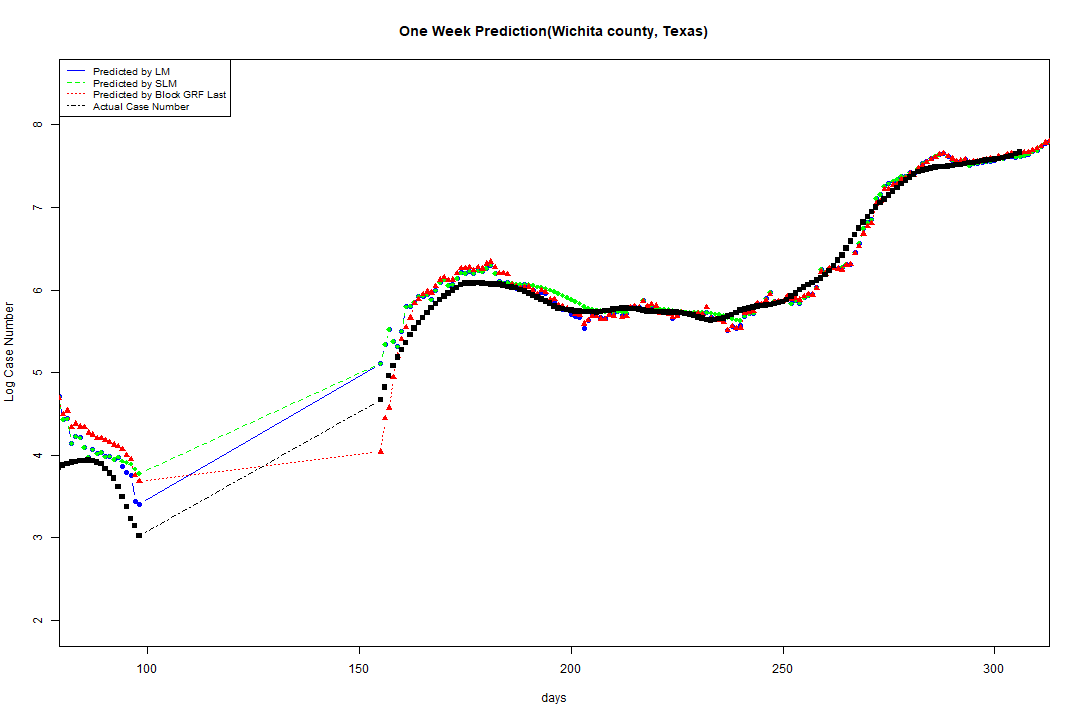 One Week Prediction(Wichita county, Texas)
Predicted by LM
Predicted by SLM
Predicted by Block GRF Last
Actual Case Number
8
7
6
5
4
3
2
Log Case Number
100
150
200
250
300
days